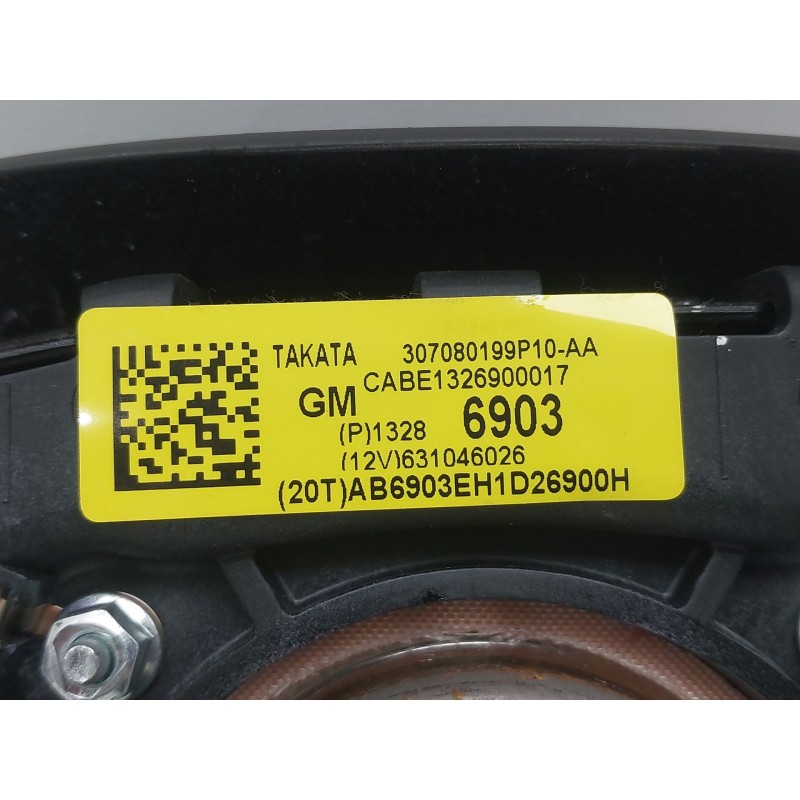 TAKATA 307080199P10-AA
CABE1326900017
GM 6903
(P)1328
(12V)631046026
(20T)AB6903EH1D26900H